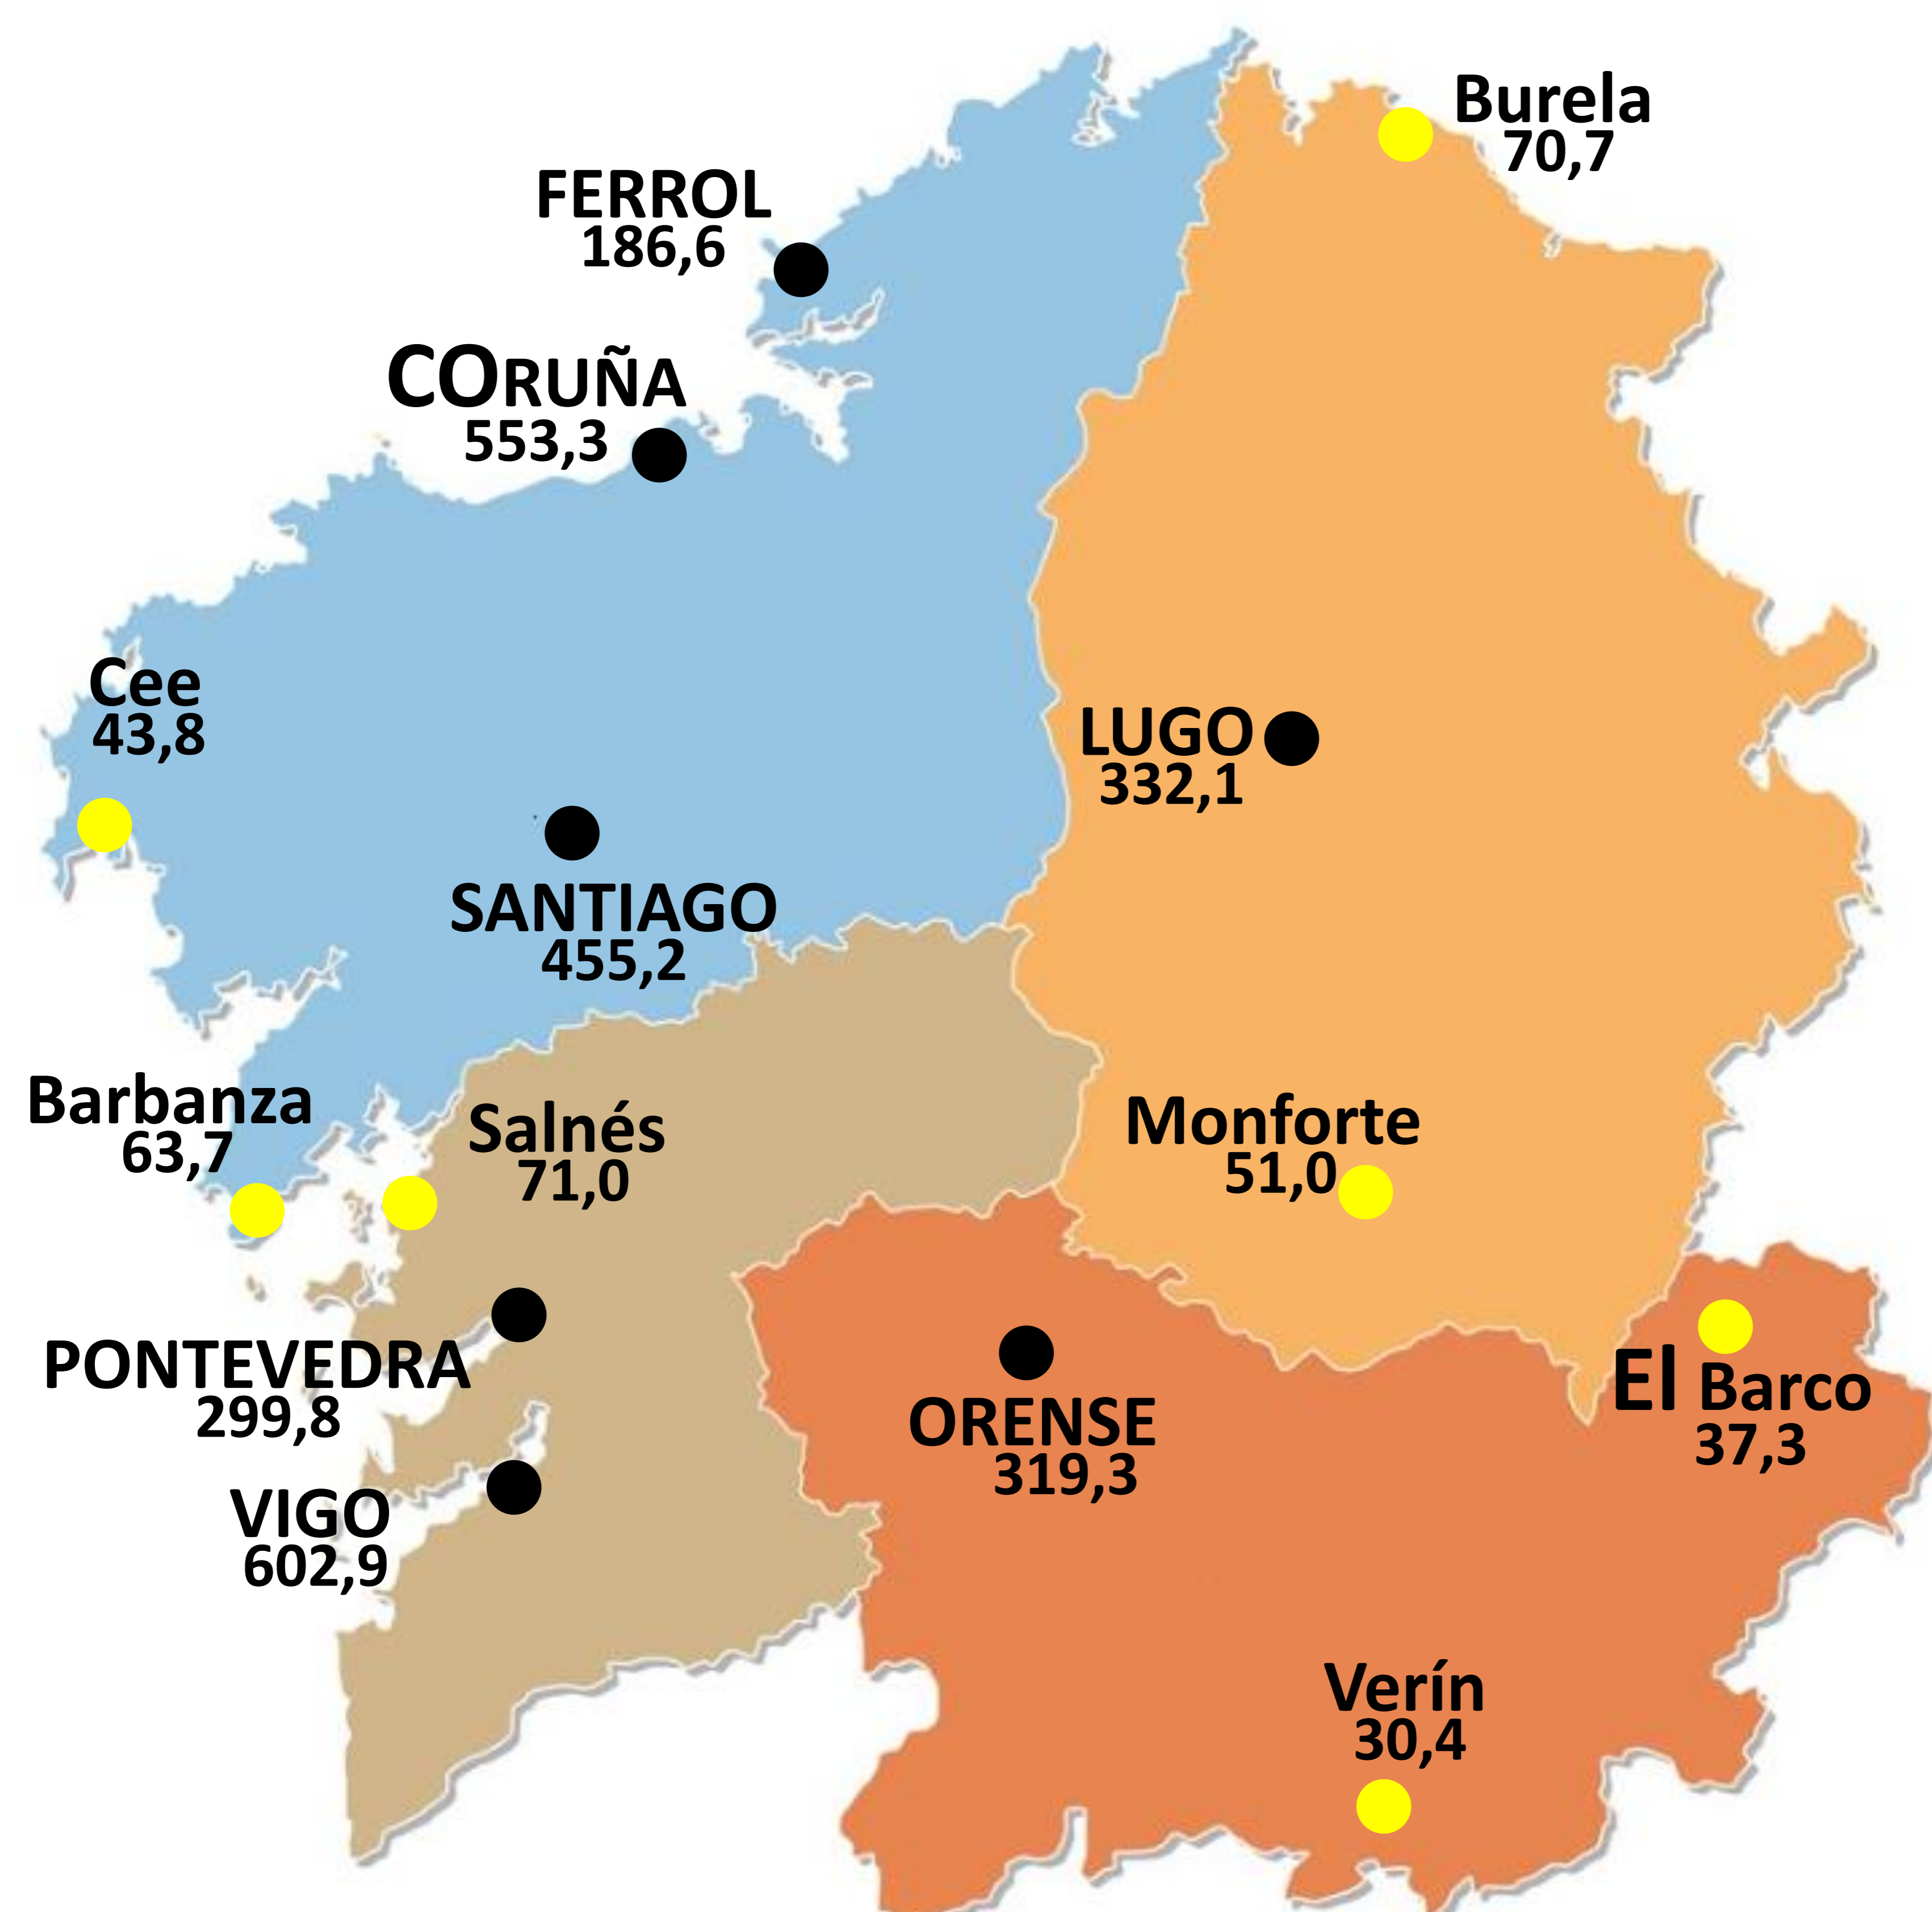 Burela
70,7
FERROL
186,6
CORUÑA
553,3
Cee
43,8
LUGO
332,1
SANTIAGO
455,2
Barbanza
63,7
Salnés
71,0
Monforte
51,0
PONTEVEDRA
299,8
ORENSE
319,3
El Barco
37,3
VIGO
602,9
Verín
30,4